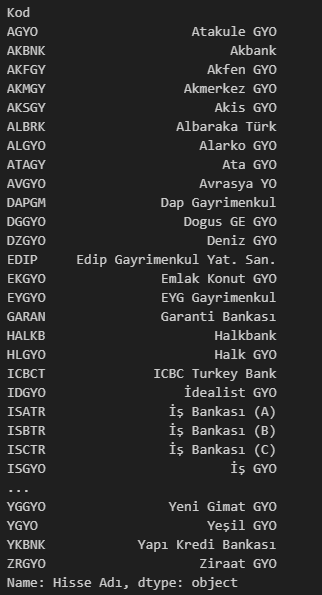 Kod
AGYO Atakule GYO
AKBNK Akbank
AKFGY Akfen GYO
AKMGY Akmerkez GYO
AKSGY Akis GYO
ALBRK Albaraka Türk
ALGYO Alarko GYO
ATAGY Ata GYO
AVGYO Avrasya YO
DAPGM Dap Gayrimenkul
DGGYO Dogus GE GYO
DZGYO Deniz GYO
EDIP Edip Gayrimenkul Yat. San.
EKGYO Emlak Konut GYO
EYGYO EYG Gayrimenkul
GARAN Garanti Bankası
HALKB Halkbank
HLGYO Halk GYO
ICBCT ICBC Turkey Bank
IDGYO İdealist GYO
ISATR İş Bankası (A)
ISBTR İş Bankası (B)
ISCTR İş Bankası (C)
ISGYO İş GYO
...
YGGYO Yeni Gimat GYO
YGYO Yeşil GYO
YKBNK Yapı Kredi Bankası
ZRGYO Ziraat GYO
Name: Hisse Adı, dtype: object